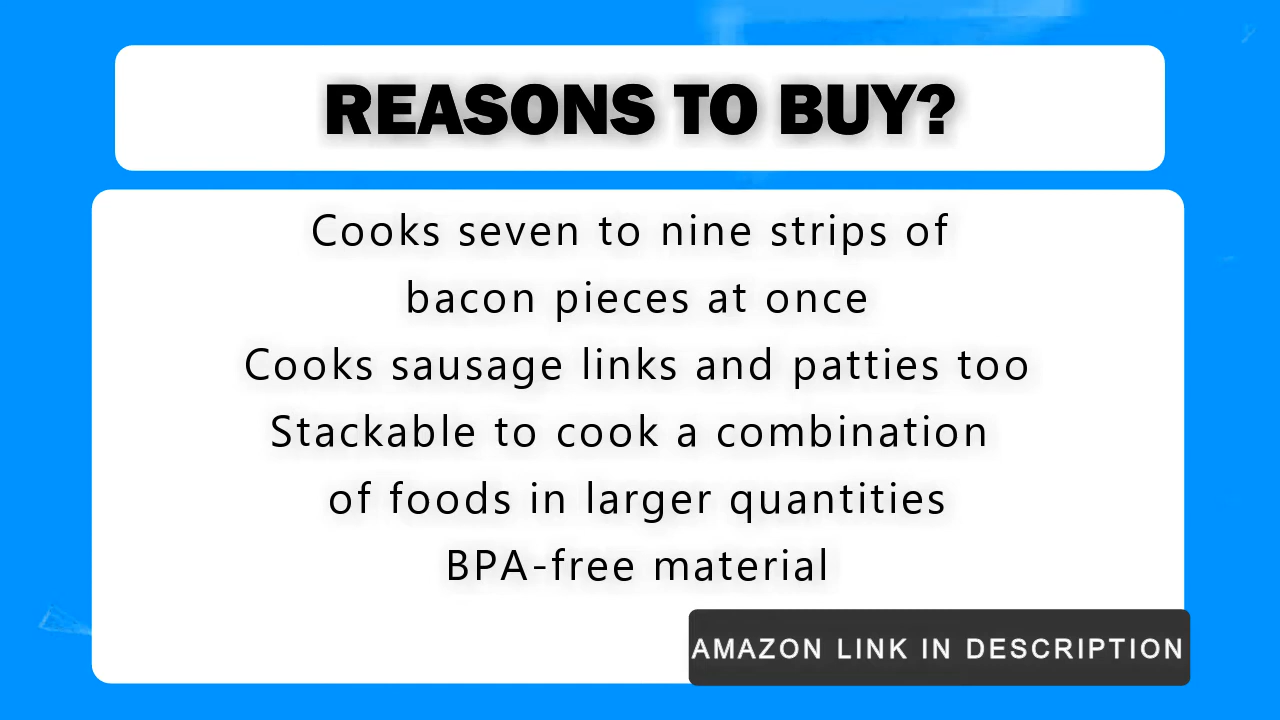 REASONS TO BUY?
Cooks seven to nine strips of
bacon pieces at once
Cooks sausage links and patties too
Stackable to cook a combination
of foods in larger quantities
BPA-free material
AMAZON LINK IN DESCRIPTION